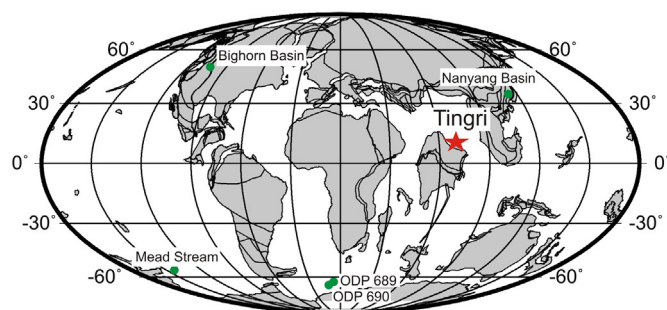 60°
60°
Bighorn Basin
Nanyang Basin
30°
30°
Tingri
0°
0°
-30°
-30°
Mead Stream
-60°
-60°
ODP 689
ODP 690